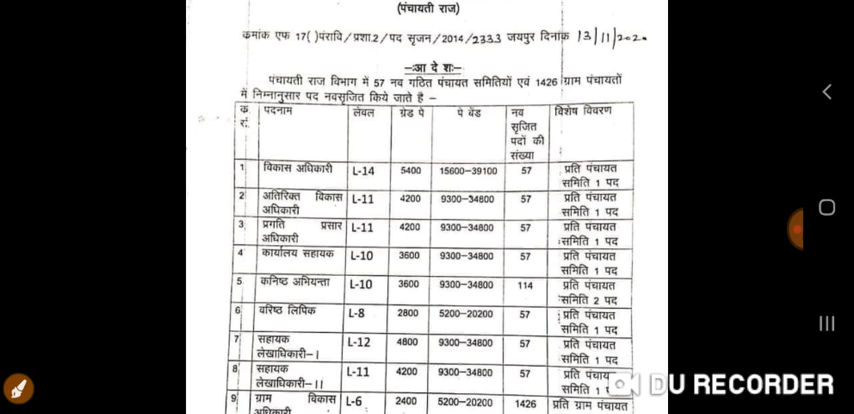 (पंचायती राज)
कमांक एफ 17( )पंरावि/प्रशा.2/पद सृजन/2014/2333 जयपुर दिनांक 13/11/2020
—:आ दे शः—
पंचायती राज विभाग में 57 नव गठित पंचायत समितियों एवं 1426 ग्राम पंचायतों
में निम्नानुसार पद नवसृजित किये जाते है –
क रं. पदनाम लेवल ग्रेड पे पे बेंड नव सृजित पदों की संख्या विशेष विवरण
1 विकास अधिकारी L-14 5400 15600–39100 57 प्रति पंचायत समिति 1 पद
2 अतिरिक्त विकास अधिकारी L-11 4200 9300-34800 57 प्रति पंचायत समिति 1 पद
3 प्रगति प्रसार अधिकारी L-11 4200 9300-34800 57 प्रति पंचायत समिति 1 पद
4 कार्यालय सहायक L-10 3600 9300-34800 57 प्रति पंचायत समिति 1 पद
5 कनिष्ठ अभियन्ता L-10 3600 9300-34800 114 प्रति पंचायत समिति 2 पद
6 वरिष्ठ लिपिक L-8 2800 5200-20200 57 प्रति पंचायत समिति 1 पद
7 सहायक लेखाधिकारी-I L-12 4800 9300-34800 57 प्रति पंचायत समिति 1 पद
8 सहायक लेखाधिकारी-II L-11 4200 9300-34800 57 प्रति पंचायत समिति 1 पद
9 ग्राम विकास अधिकारी L-6 2400 5200-20200 1426 प्रति ग्राम पंचायत
DU RECORDER